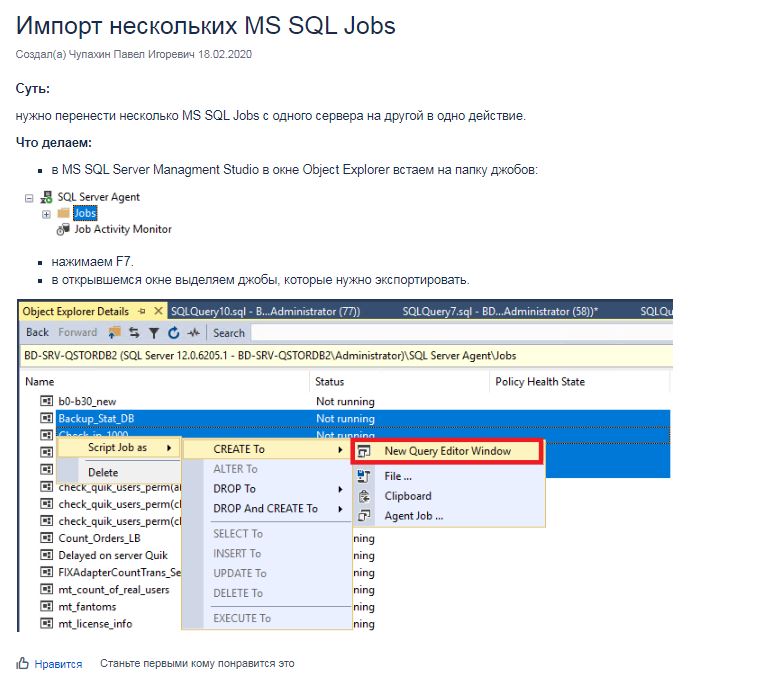 Импорт нескольких MS SQL Jobs
Создал(а) Чупахин Павел Игоревич 18.02.2020
Суть:
нужно перенести несколько MS SQL Jobs с одного сервера на другой в одно действие.
Что делаем:
в MS SQL Server Managment Studio в окне Object Explorer встаем на папку джобов:
SQL Server Agent
Jobs
Job Activity Monitor
нажимаем F7.
в открывшемся окне выделяем джобы, которые нужно экспортировать.
Object Explorer Details SQLQuery10.sql - B...Administrator (77)) SQLQuery7.sql - BD...Administrator (58))* SQLQu
Back Forward Search
BD-SRV-QSTORDB2 (SQL Server 12.0.6205.1 - BD-SRV-QSTORDB2\Administrator)\SQL Server Agent\Jobs
Name Status Policy Health State
b0-b30_new Not running
Backup_Stat_DB Not running
Check-ip_1000 Not running
Script Job as CREATE To New Query Editor Window
Delete ALTER To File ...
check_quik_users_perm(al DROP To Clipboard
check_quik_users_perm(cl DROP And CREATE To Agent Job ...
check_quik_users_perm(cl
Count_Orders_LB SELECT To ning
Delayed on server Quik INSERT To ning
FIXAdapterCountTrans_Se UPDATE To ning
mt_count_of_real_users DELETE To ning
mt_fantoms ning
mt_license_info EXECUTE To ning
Нравится Станьте первыми кому понравится это